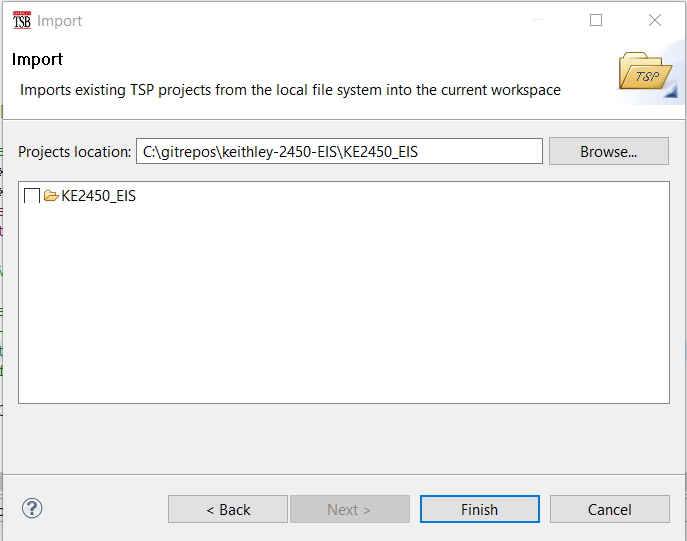 TSB Import
Import
Imports existing TSP projects from the local file system into the current workspace
TSP
Projects location: C:\gitrepos\keithley-2450-EIS\KE2450_EIS Browse...
KE2450_EIS
? < Back Next > Finish Cancel